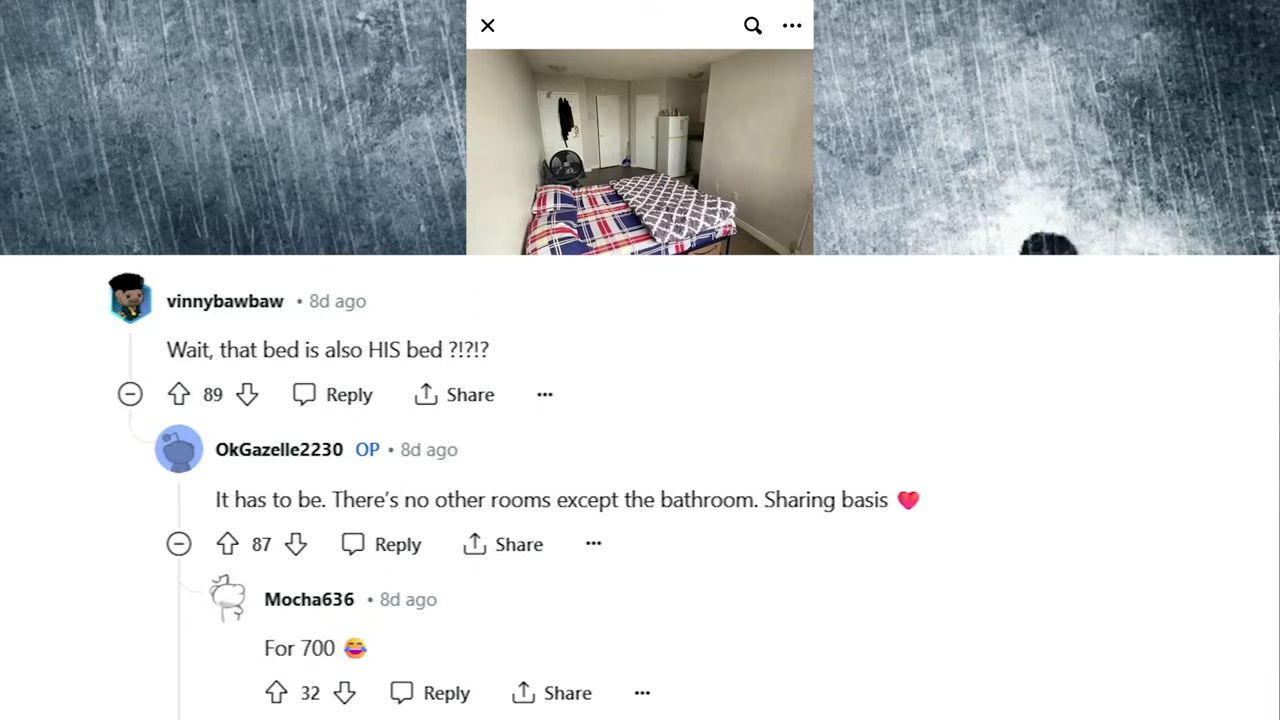 vinnybawbaw • 8d ago
Wait, that bed is also HIS bed ?!?!?
89 Reply Share
OkGazelle2230 OP • 8d ago
It has to be. There's no other rooms except the bathroom. Sharing basis ❤️
87 Reply Share
Mocha636 • 8d ago
For 700 😂
32 Reply Share